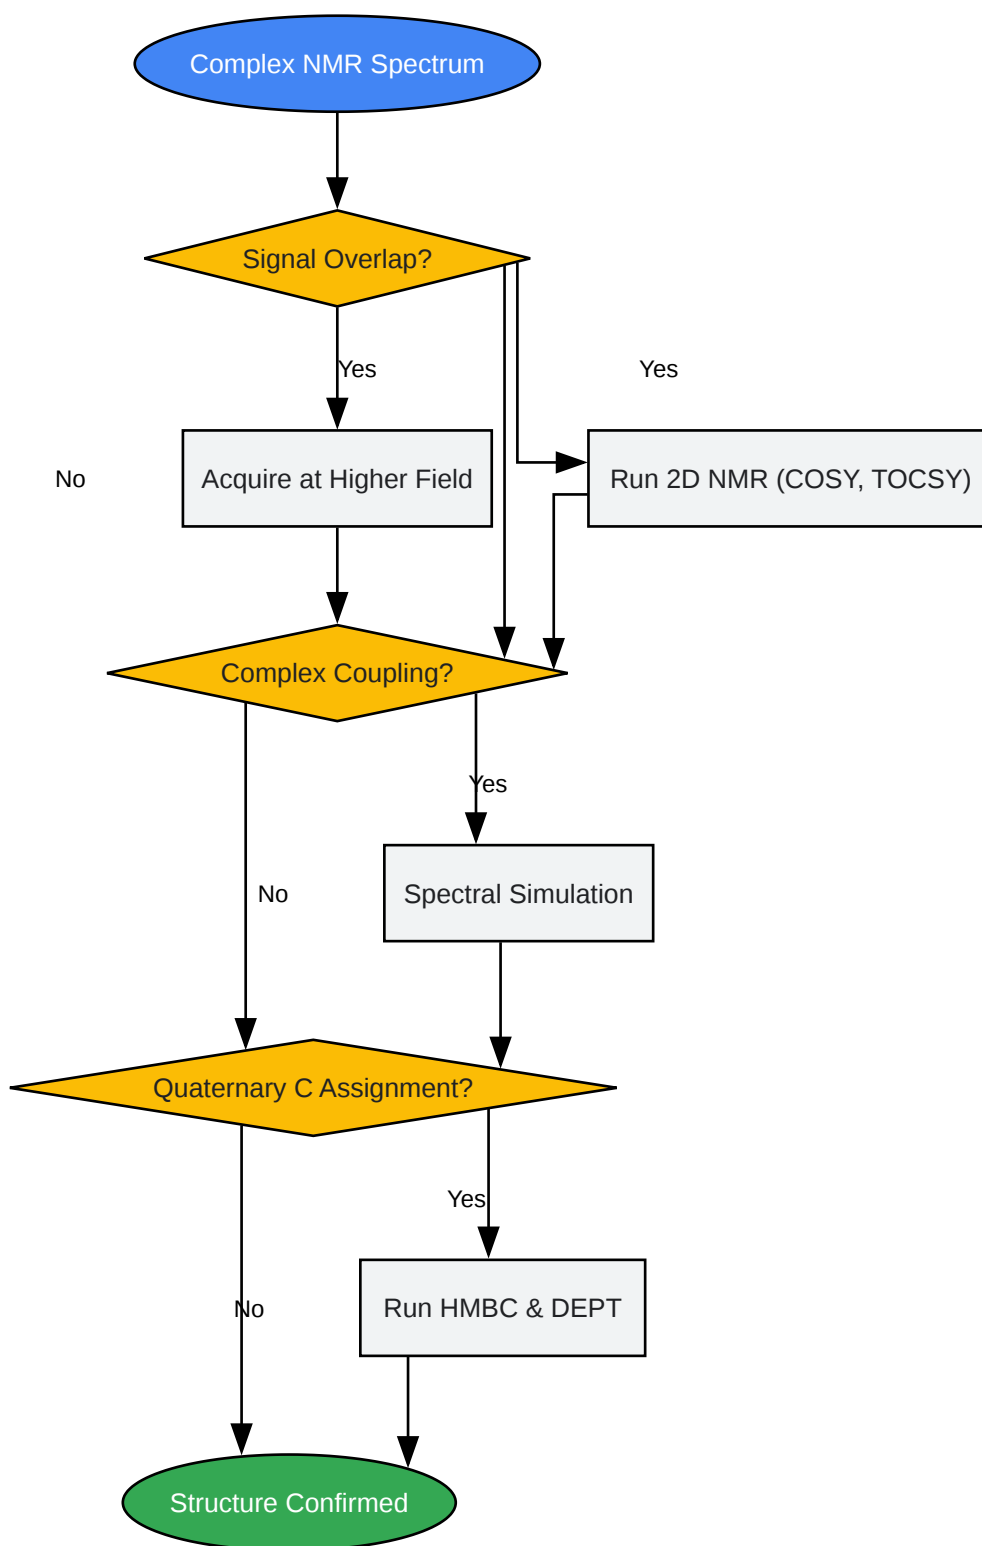 Complex NMR Spectrum
Signal Overlap?
Yes
Yes
No
Acquire at Higher Field
Run 2D NMR (COSY, TOCSY)
Complex Coupling?
Yes
No
Spectral Simulation
Quaternary C Assignment?
Yes
No
Run HMBC & DEPT
Structure Confirmed